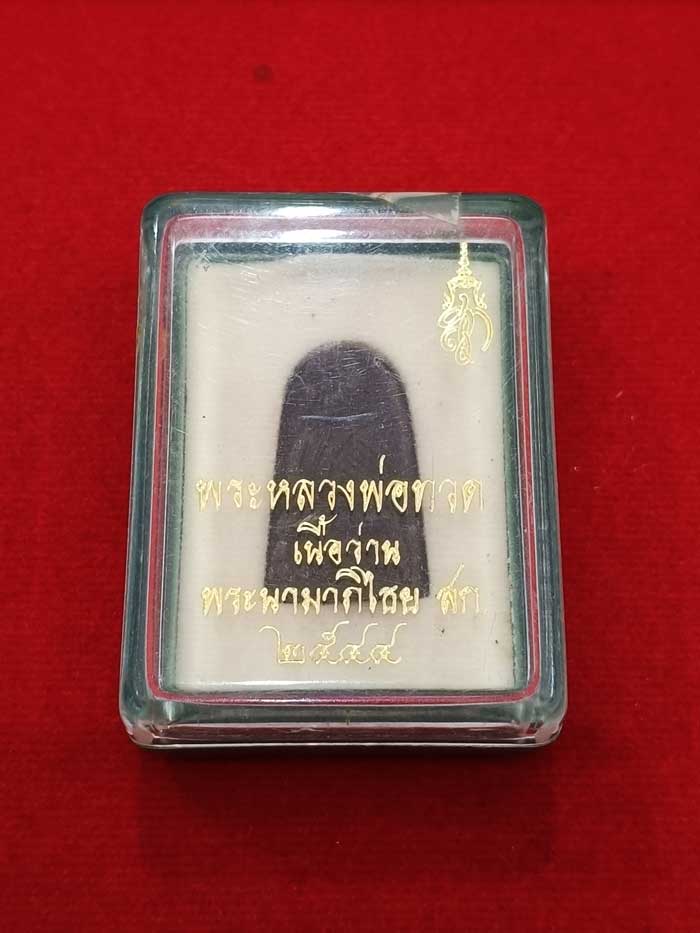 พระหลวงพ่อทวด
เนื้อว่าน
พระนามาภิไธย สก.
๒๕๔๔